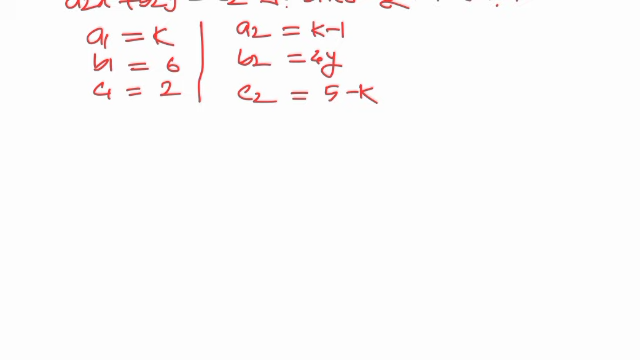 a1 = K | a2 = K-1
b1 = 6 | b2 = 4y
c1 = 2 | c2 = 5-K